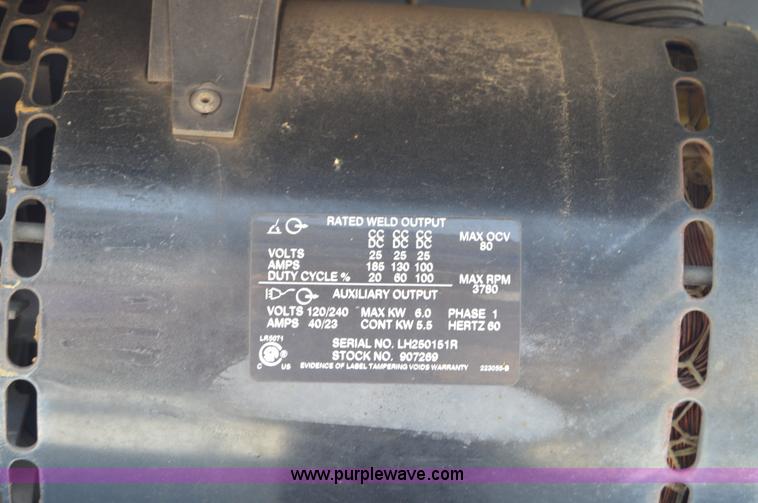 RATED WELD OUTPUT
CC CC CC
DC DC DC
MAX OCV
80
VOLTS 25 25 25
AMPS 185 130 100
DUTY CYCLE % 20 60 100
MAX RPM
3780
AUXILIARY OUTPUT
VOLTS 120/240 MAX KW 6.0 PHASE 1
AMPS 40/23 CONT KW 5.5 HERTZ 60
LR5071
SERIAL NO. LH250151R
STOCK NO. 907269
C US EVIDENCE OF LABEL TAMPERING VOIDS WARRANTY 223055-B
www.purplewave.com